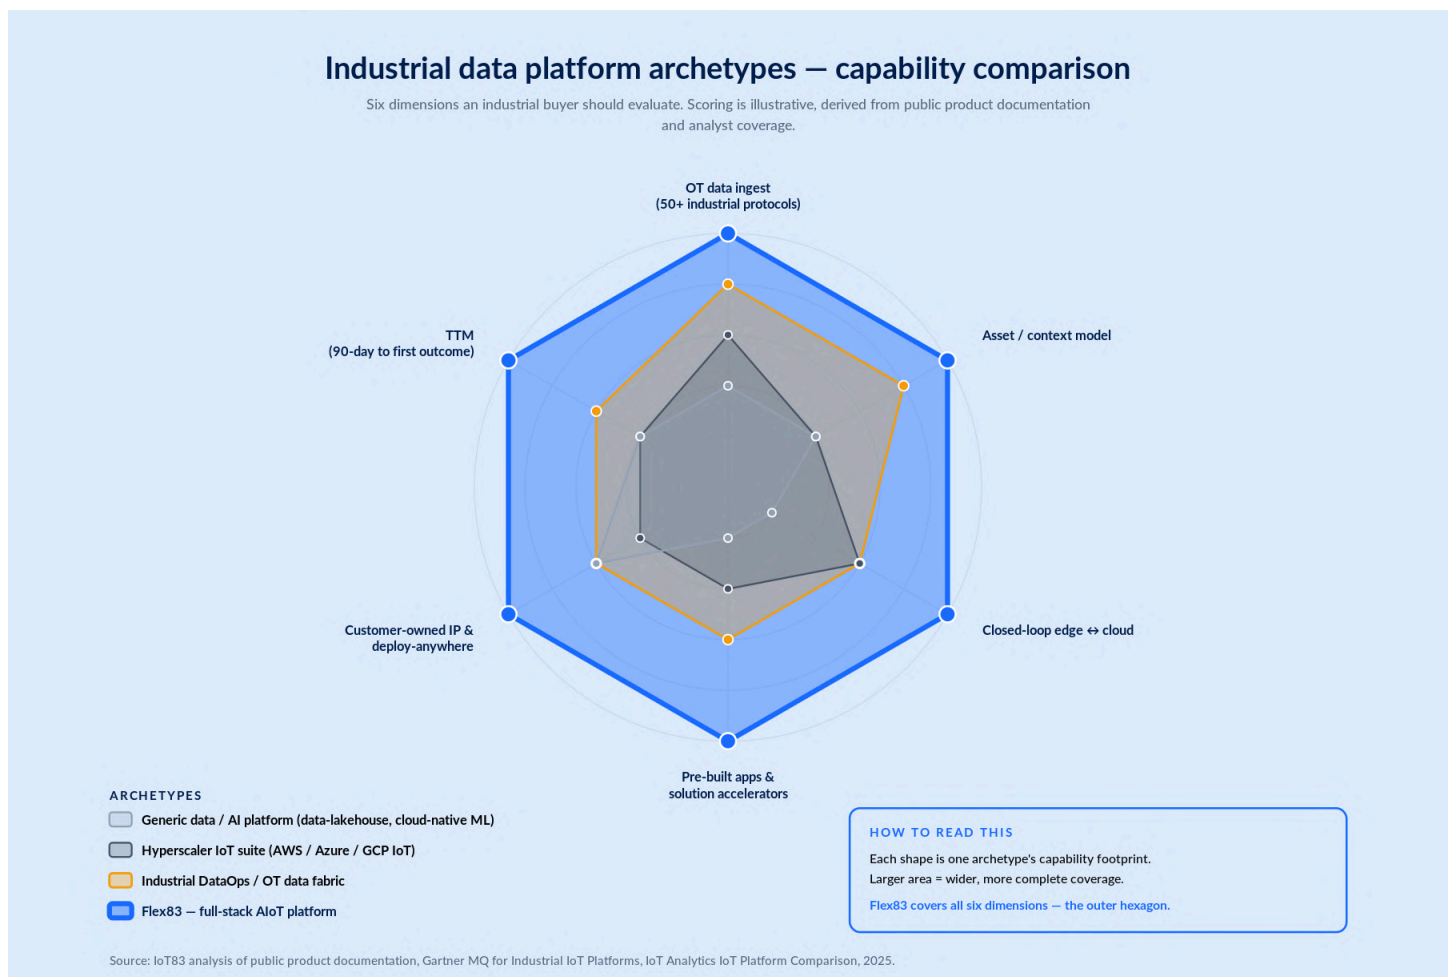 Industrial data platform archetypes — capability comparison
Six dimensions an industrial buyer should evaluate. Scoring is illustrative, derived from public product documentation
and analyst coverage.
OT data ingest
(50+ industrial protocols)
TTM
(90-day to first outcome)
Asset / context model
Customer-owned IP &
deploy-anywhere
Closed-loop edge ↔ cloud
Pre-built apps &
solution accelerators
ARCHETYPES
Generic data / AI platform (data-lakehouse, cloud-native ML)
Hyperscaler IoT suite (AWS / Azure / GCP IoT)
Industrial DataOps / OT data fabric
Flex83 — full-stack AIoT platform
HOW TO READ THIS
Each shape is one archetype's capability footprint.
Larger area = wider, more complete coverage.
Flex83 covers all six dimensions — the outer hexagon.
Source: IoT83 analysis of public product documentation, Gartner MQ for Industrial IoT Platforms, IoT Analytics IoT Platform Comparison, 2025.